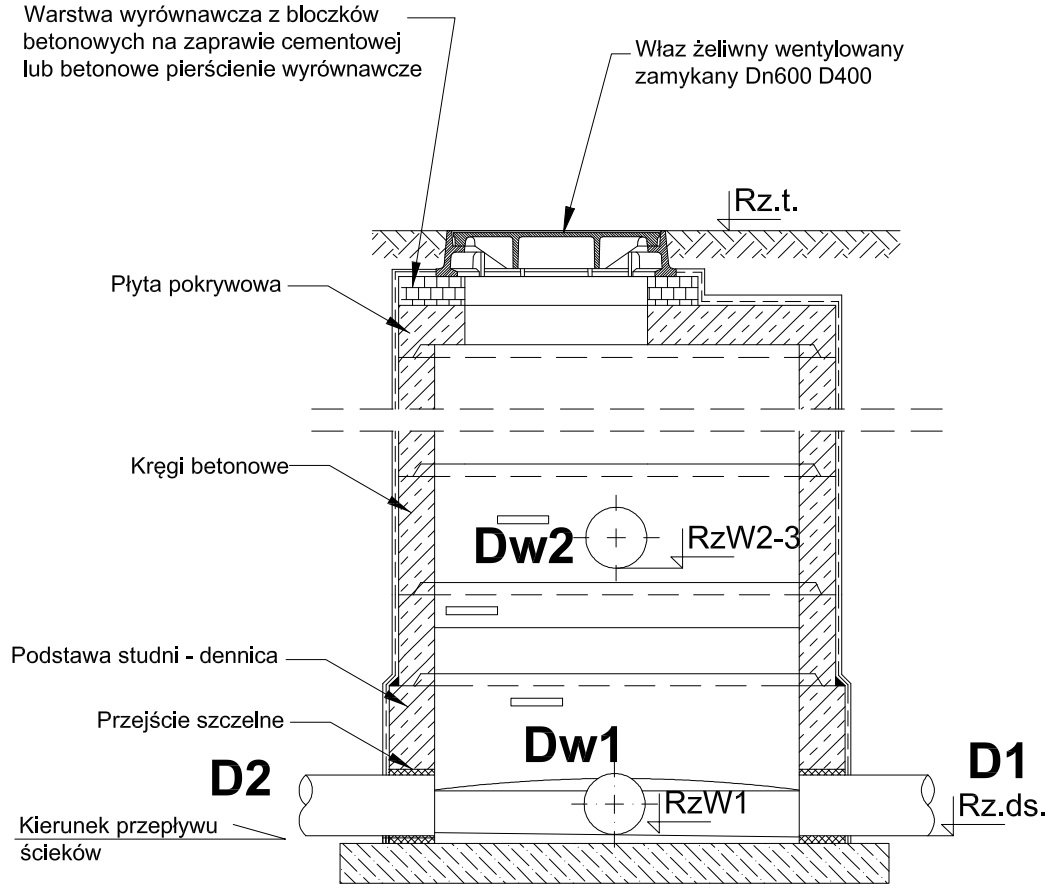 Warstwa wyrównawcza z bloczków
betonowych na zaprawie cementowej
lub betonowe pierścienie wyrównawcze
Właz żeliwny wentylowany
zamykany Dn600 D400
Rz.t.
Płyta pokrywowa
Kręgi betonowe
Dw2
RzW2-3
Podstawa studni - dennica
Przejście szczelne
Dw1
D2
D1
RzW1
Rz.ds.
Kierunek przepływu
ścieków